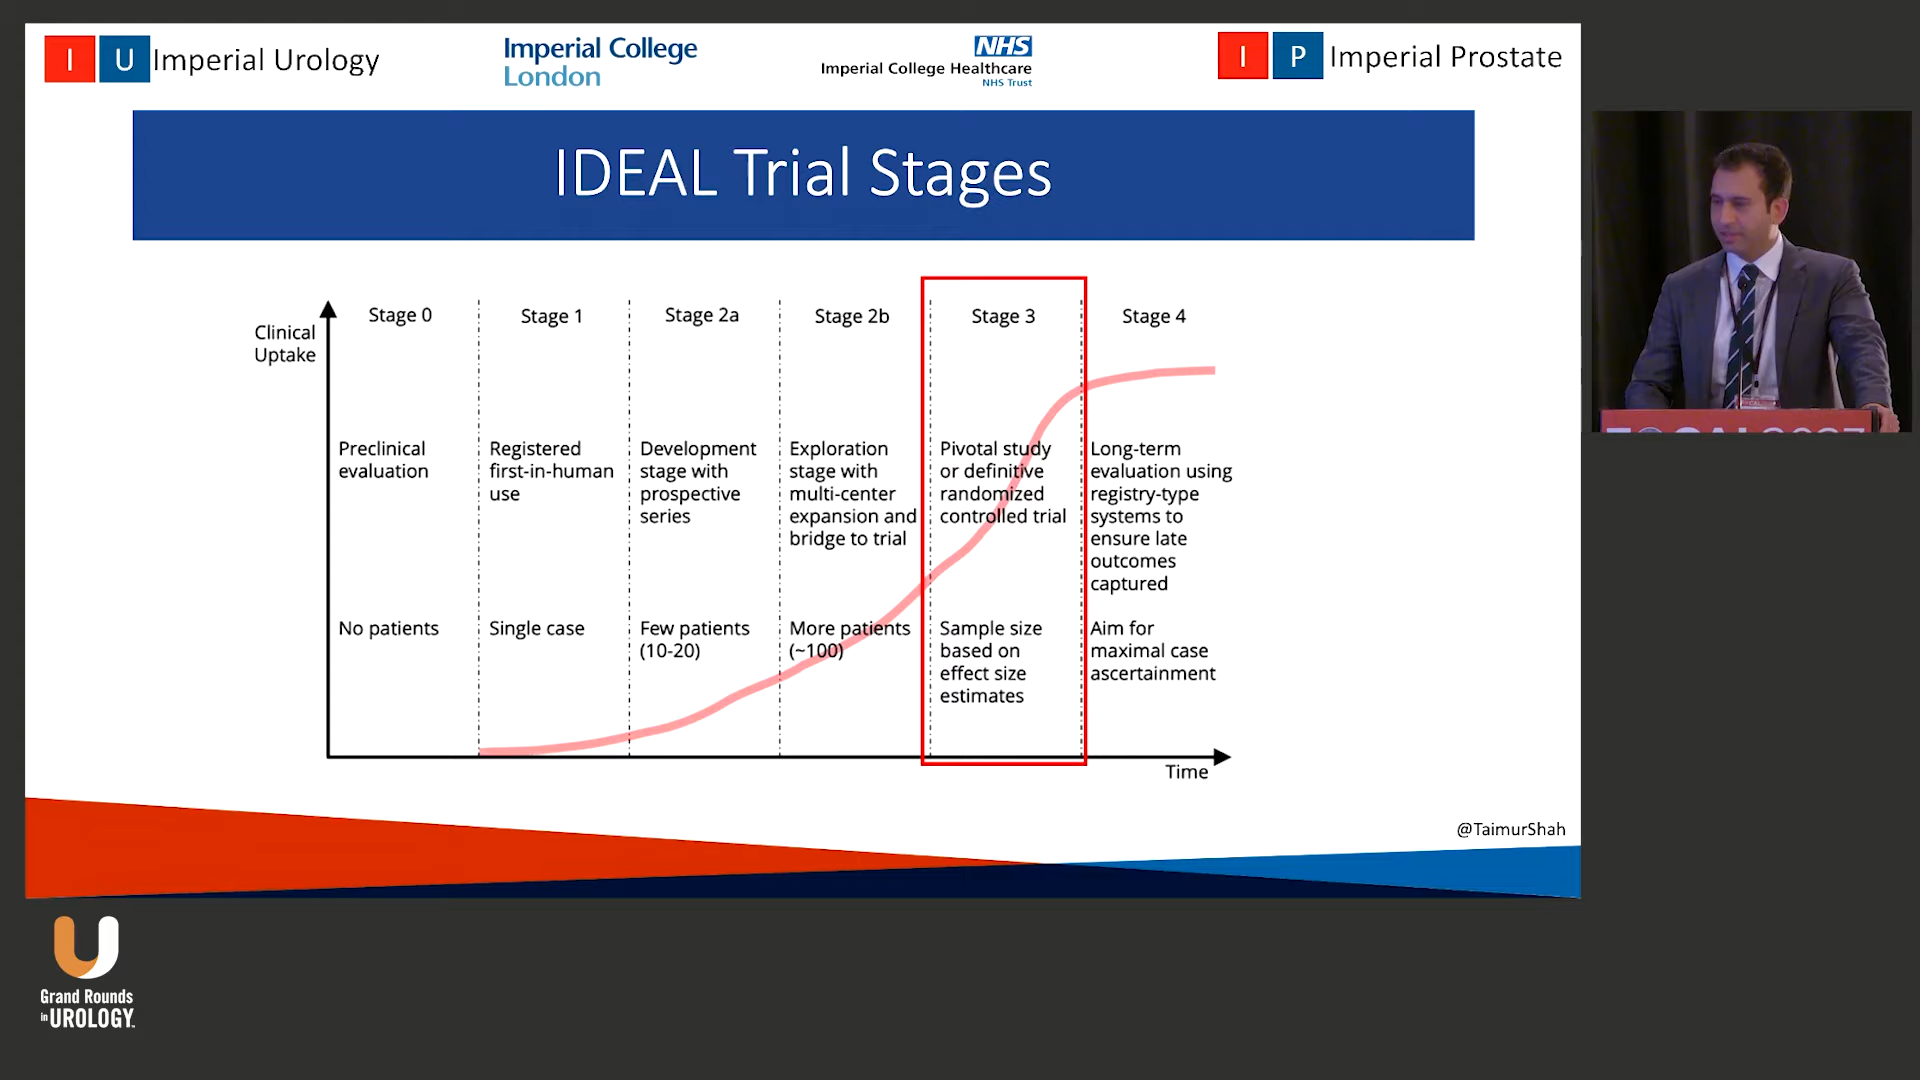 I U Imperial Urology
Imperial College
London
NHS
Imperial College Healthcare
NHS Trust
I P Imperial Prostate
IDEAL Trial Stages
Clinical
Uptake
Stage 0
Stage 1
Stage 2a
Stage 2b
Stage 3
Stage 4
Preclinical
evaluation
Registered
first-in-human
use
Development
stage with
prospective
series
Exploration
stage with
multi-center
expansion and
bridge to trial
Pivotal study
or definitive
randomized
controlled trial
Long-term
evaluation using
registry-type
systems to
ensure late
outcomes
captured
No patients
Single case
Few patients
(10-20)
More patients
(~100)
Sample size
based on
effect size
estimates
Aim for
maximal case
ascertainment
Time
@TaimurShah
Grand Rounds
in UROLOGY